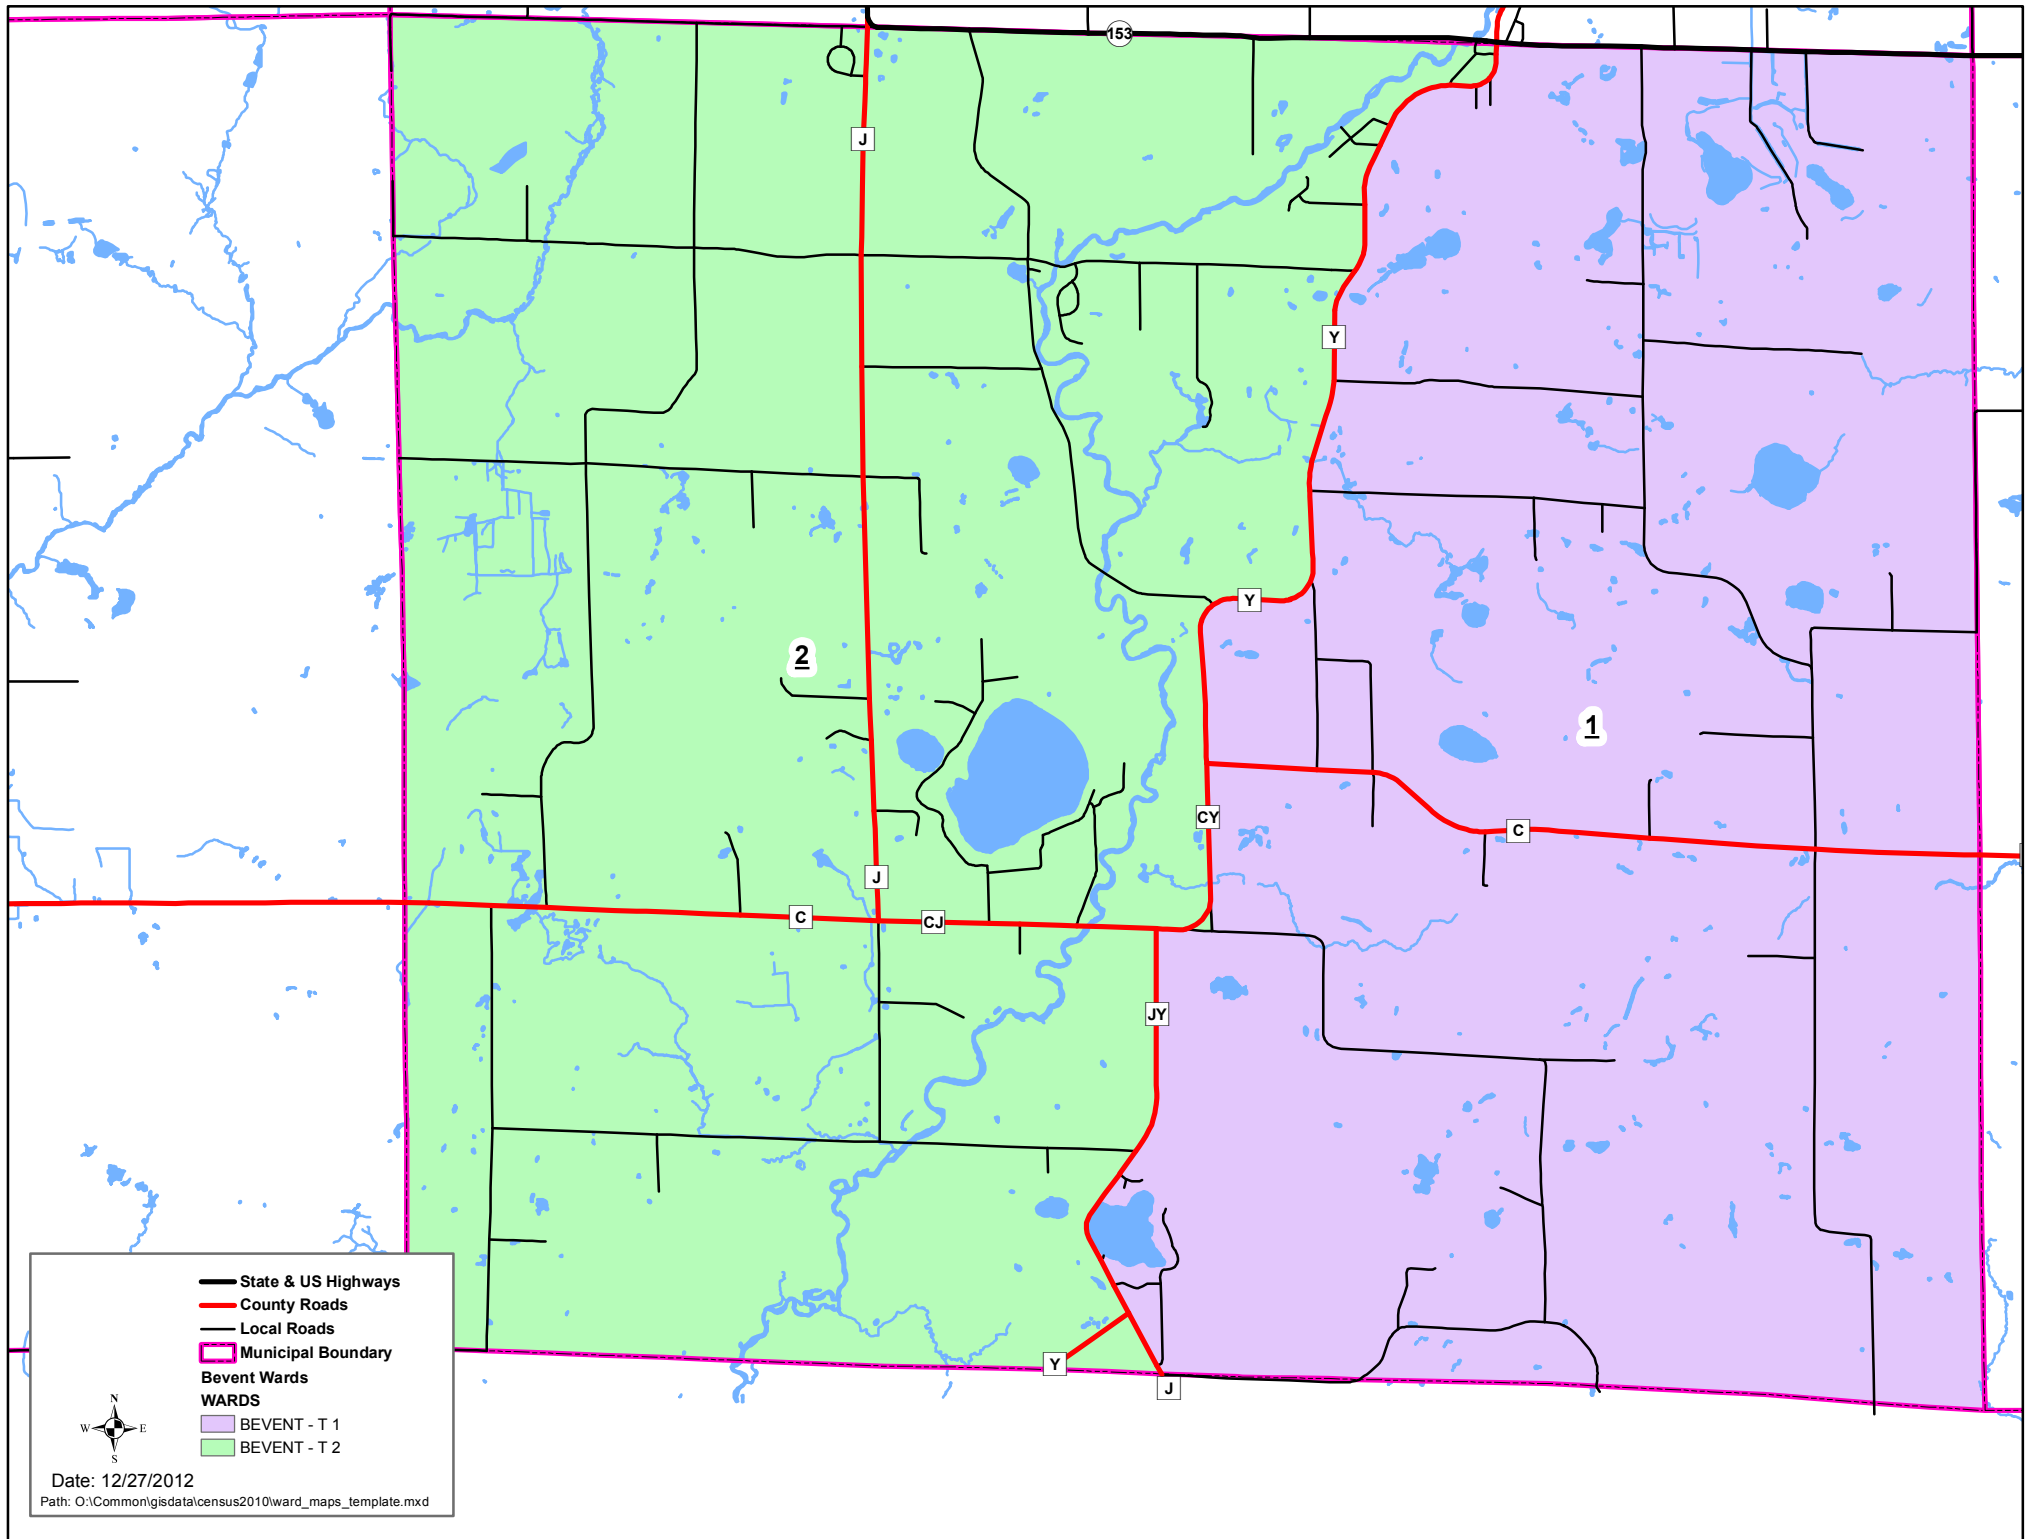 153
J
Y
Y
2
1
CY
C
J
C
CJ
JY
Y
J
State & US Highways
County Roads
Local Roads
Municipal Boundary
Bevent Wards
WARDS
BEVENT - T 1
BEVENT - T 2
N
W E
S
Date: 12/27/2012
Path: O:\Common\gisdata\census2010\ward_maps_template.mxd